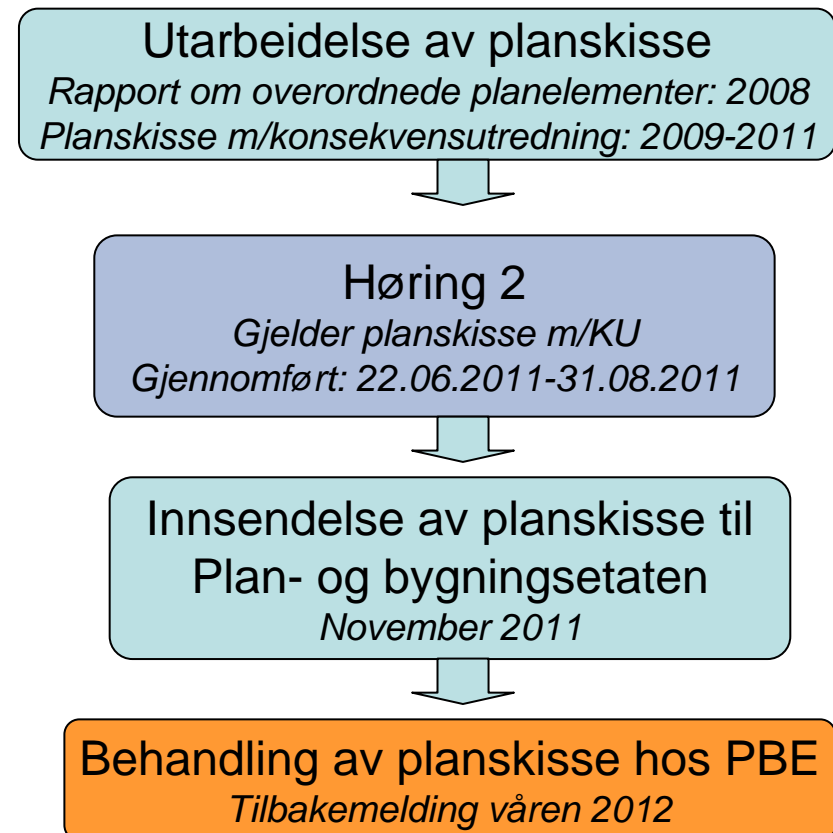 Utarbeidelse av planskisse
Rapport om overordnede planelementer: 2008
Planskisse m/konsekvensutredning: 2009-2011
Høring 2
Gjelder planskisse m/KU
Gjennomført: 22.06.2011-31.08.2011
Innsendelse av planskisse til
Plan- og bygningsetaten
November 2011
Behandling av planskisse hos PBE
Tilbakemelding våren 2012